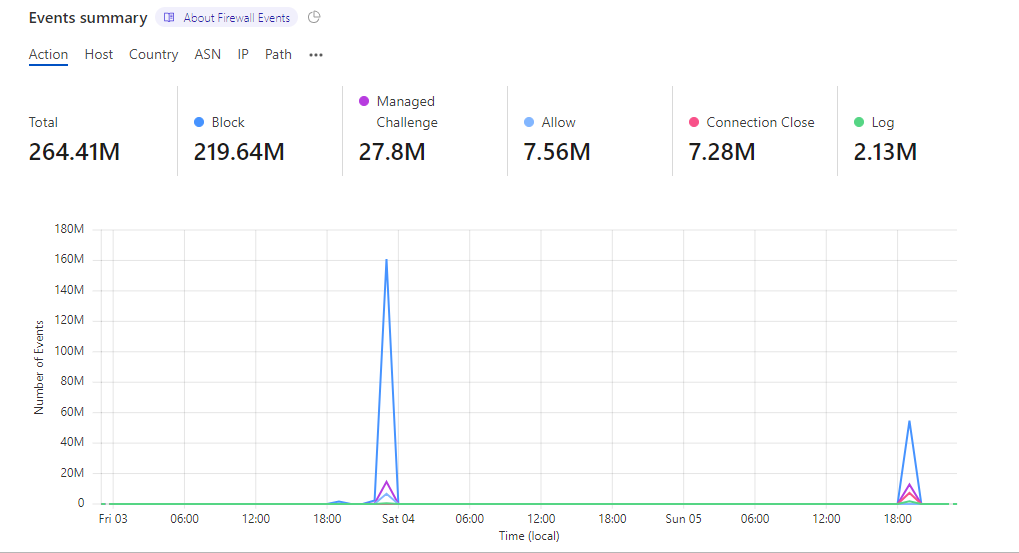 Events summary About Firewall Events
Action Host Country ASN IP Path •••
Managed
Total Block Challenge Allow Connection Close Log
264.41M 219.64M 27.8M 7.56M 7.28M 2.13M
180M
160M
140M
120M
100M
80M
60M
40M
20M
0
Number of Events
Fri 03 06:00 12:00 18:00 Sat 04 06:00 12:00 18:00 Sun 05 06:00 12:00 18:00
Time (local)